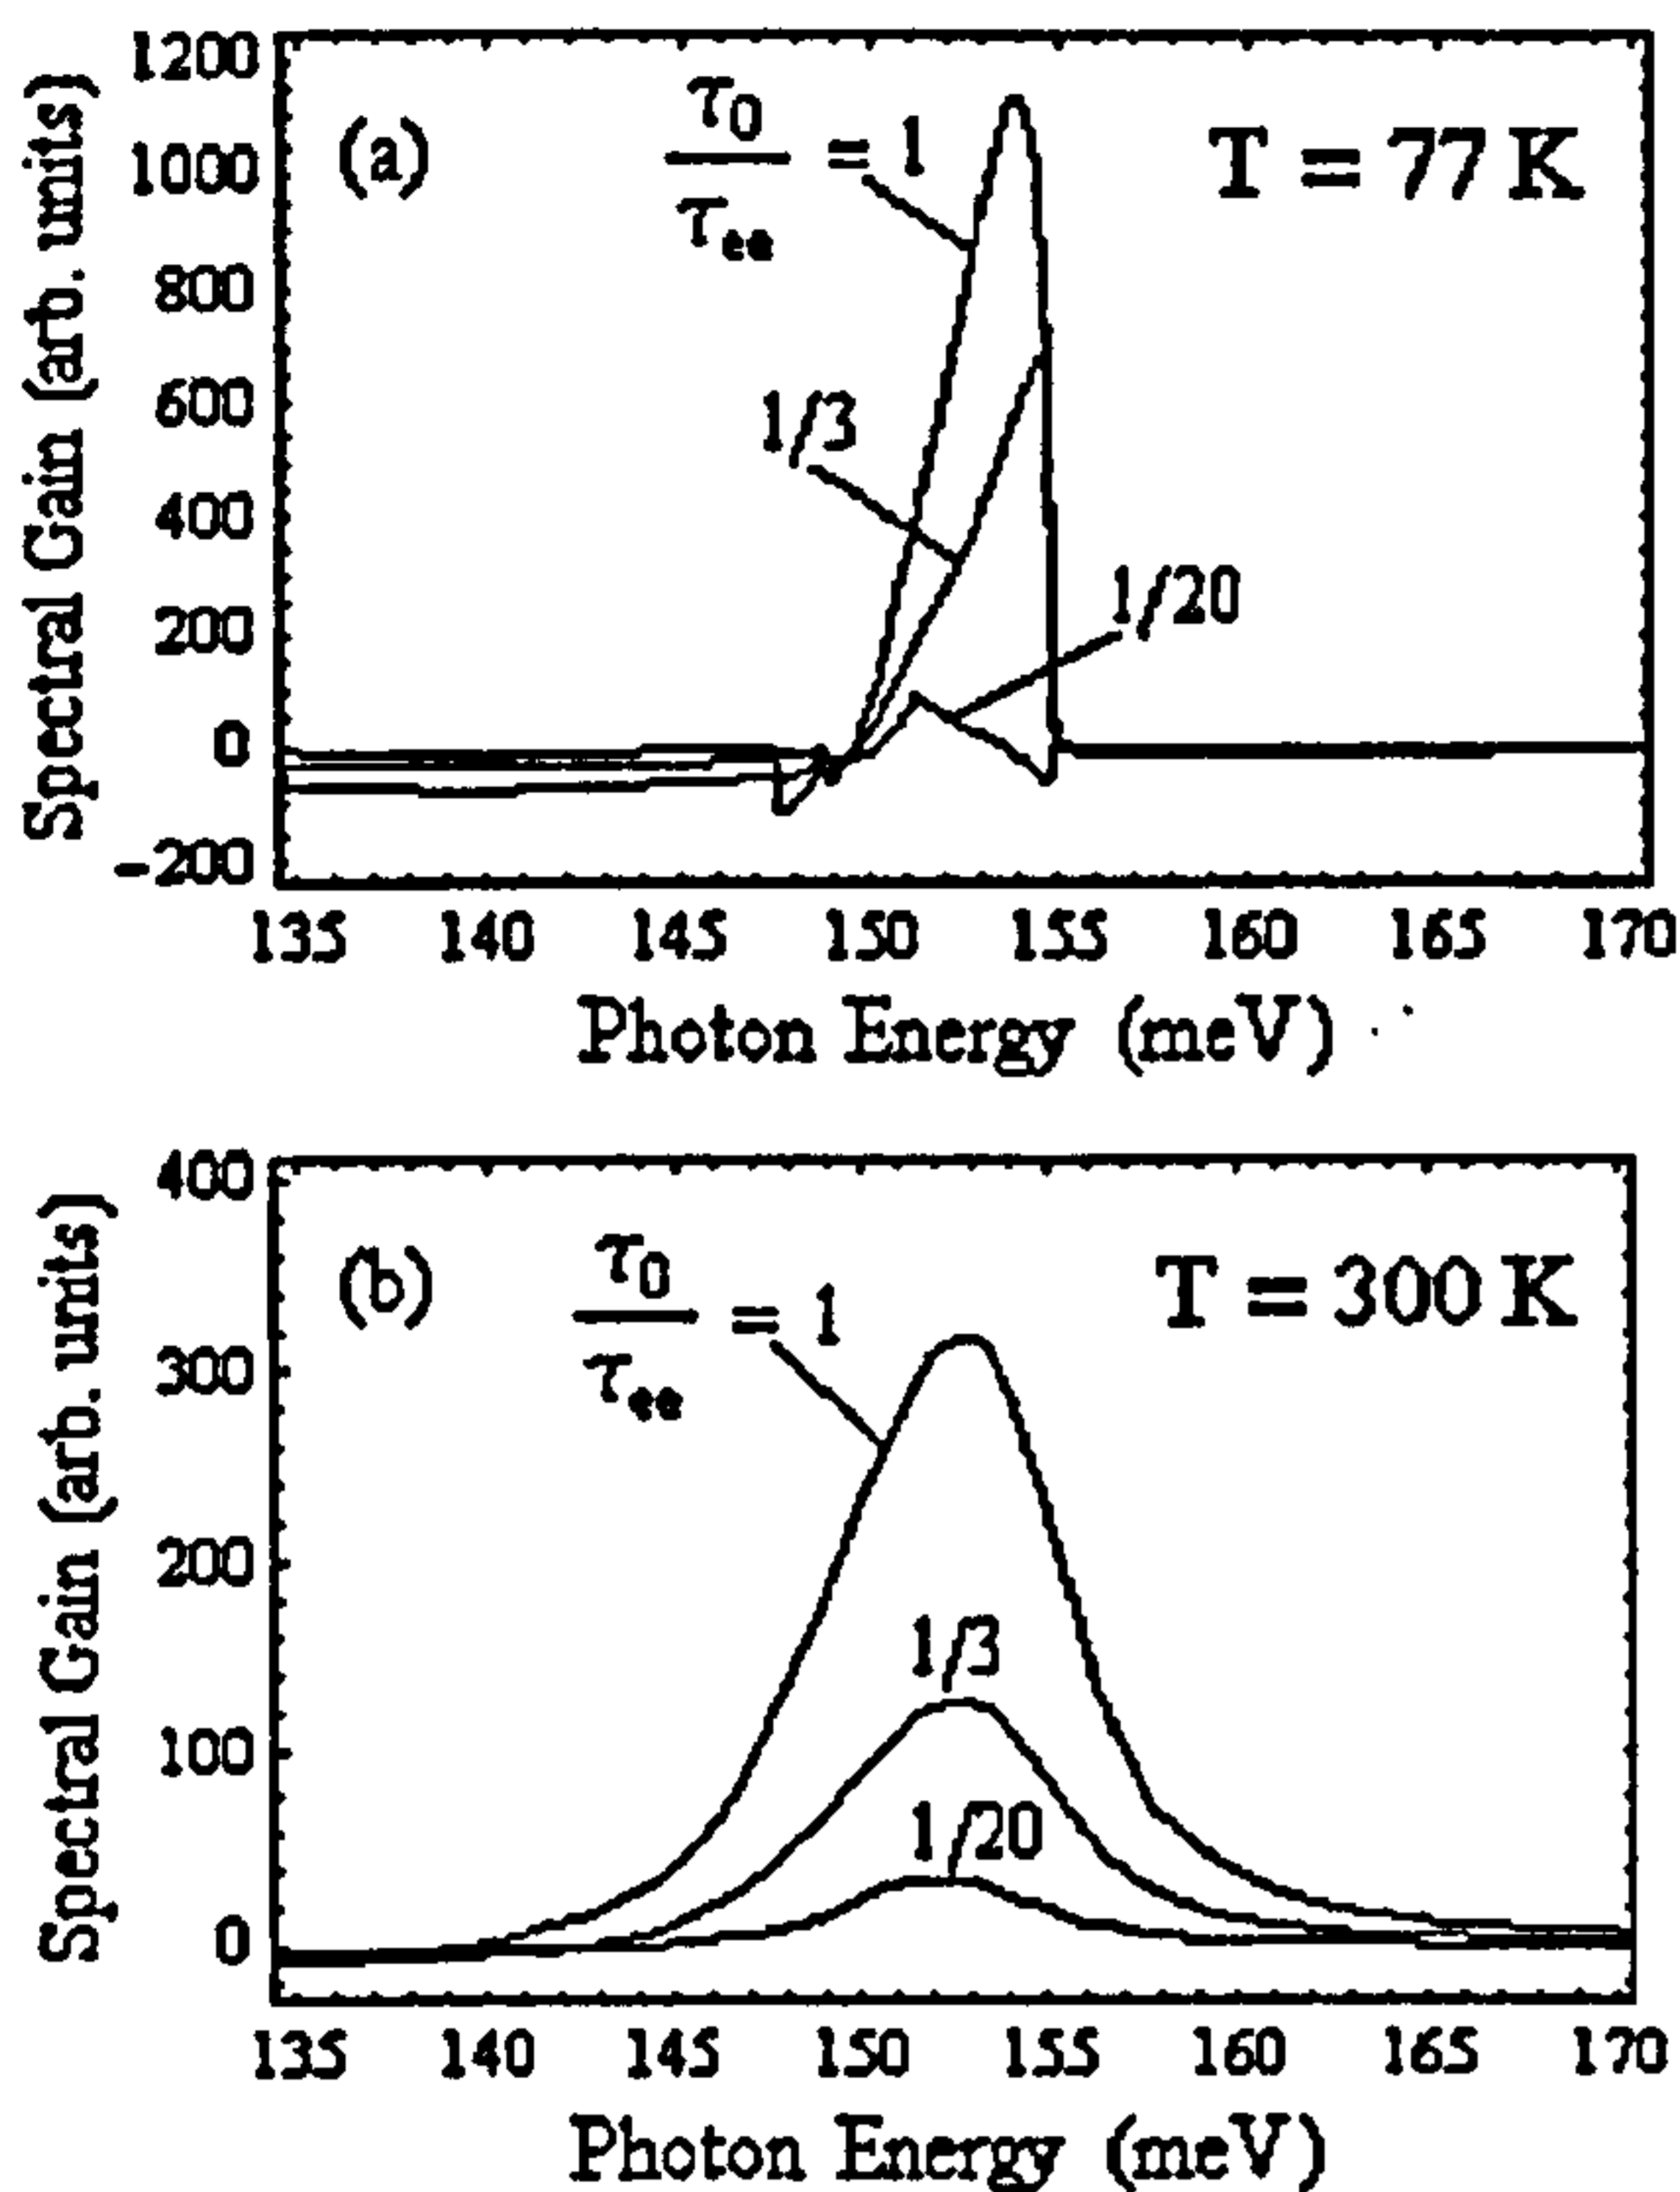 1200
1000
800
600
400
200
0
-200
Spectral Gain (arb. units)
(a)
τ0
τee
= 1
T = 77 K
1/3
1/20
135 140 145 150 155 160 165 170
Photon Energy (meV)
400
300
200
100
0
Spectral Gain (arb. units)
(b)
τ0
τee
= 1
T = 300 K
1/3
1/20
135 140 145 150 155 160 165 170
Photon Energy (meV)